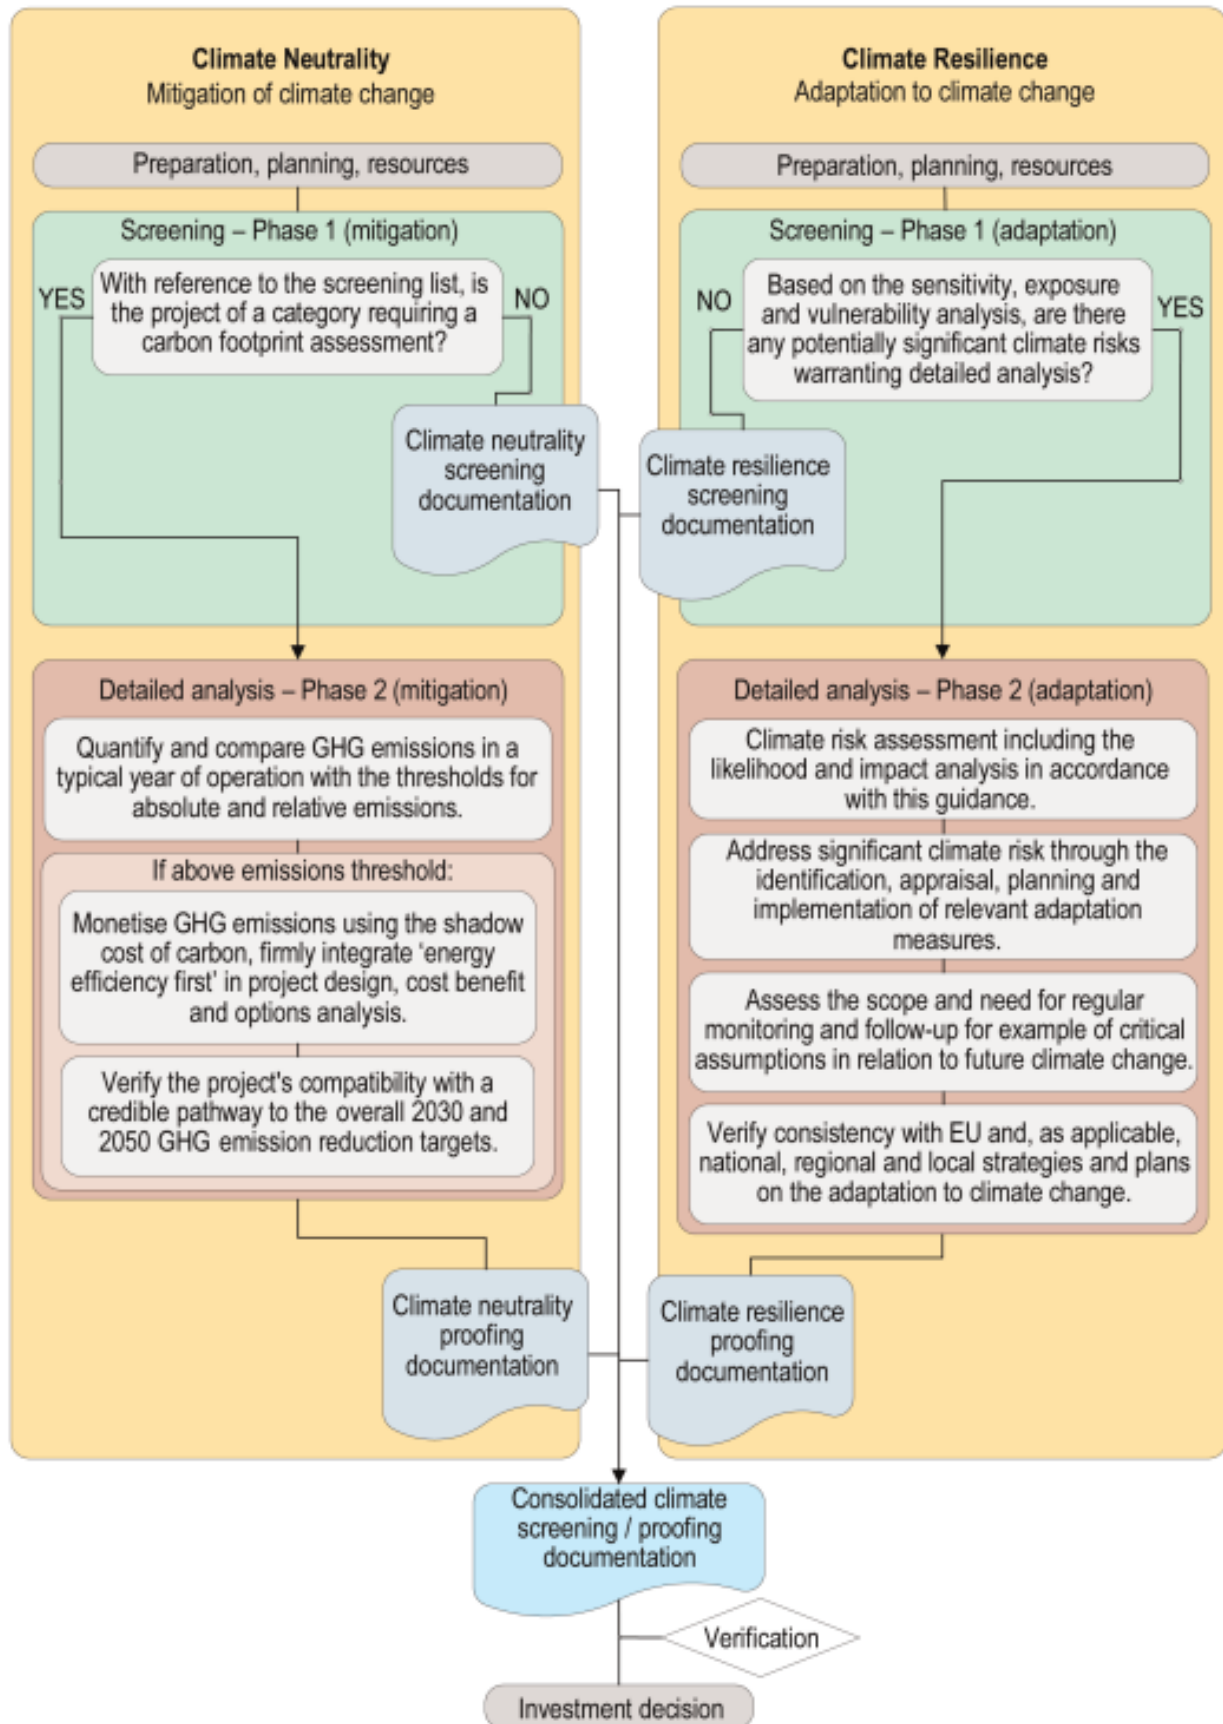 Climate Neutrality
Mitigation of climate change
Preparation, planning, resources
Screening – Phase 1 (mitigation)
YES
With reference to the screening list, is
the project of a category requiring a
carbon footprint assessment?
NO
Climate neutrality
screening
documentation
Detailed analysis – Phase 2 (mitigation)
Quantify and compare GHG emissions in a
typical year of operation with the thresholds for
absolute and relative emissions.
If above emissions threshold:
Monetise GHG emissions using the shadow
cost of carbon, firmly integrate ‘energy
efficiency first’ in project design, cost benefit
and options analysis.
Verify the project's compatibility with a
credible pathway to the overall 2030 and
2050 GHG emission reduction targets.
Climate neutrality
proofing
documentation
Climate Resilience
Adaptation to climate change
Preparation, planning, resources
Screening – Phase 1 (adaptation)
NO
Based on the sensitivity, exposure
and vulnerability analysis, are there
any potentially significant climate risks
warranting detailed analysis?
YES
Climate resilience
screening
documentation
Detailed analysis – Phase 2 (adaptation)
Climate risk assessment including the
likelihood and impact analysis in accordance
with this guidance.
Address significant climate risk through the
identification, appraisal, planning and
implementation of relevant adaptation
measures.
Assess the scope and need for regular
monitoring and follow-up for example of critical
assumptions in relation to future climate change.
Verify consistency with EU and, as applicable,
national, regional and local strategies and plans
on the adaptation to climate change.
Climate resilience
proofing
documentation
Consolidated climate
screening / proofing
documentation
Verification
Investment decision